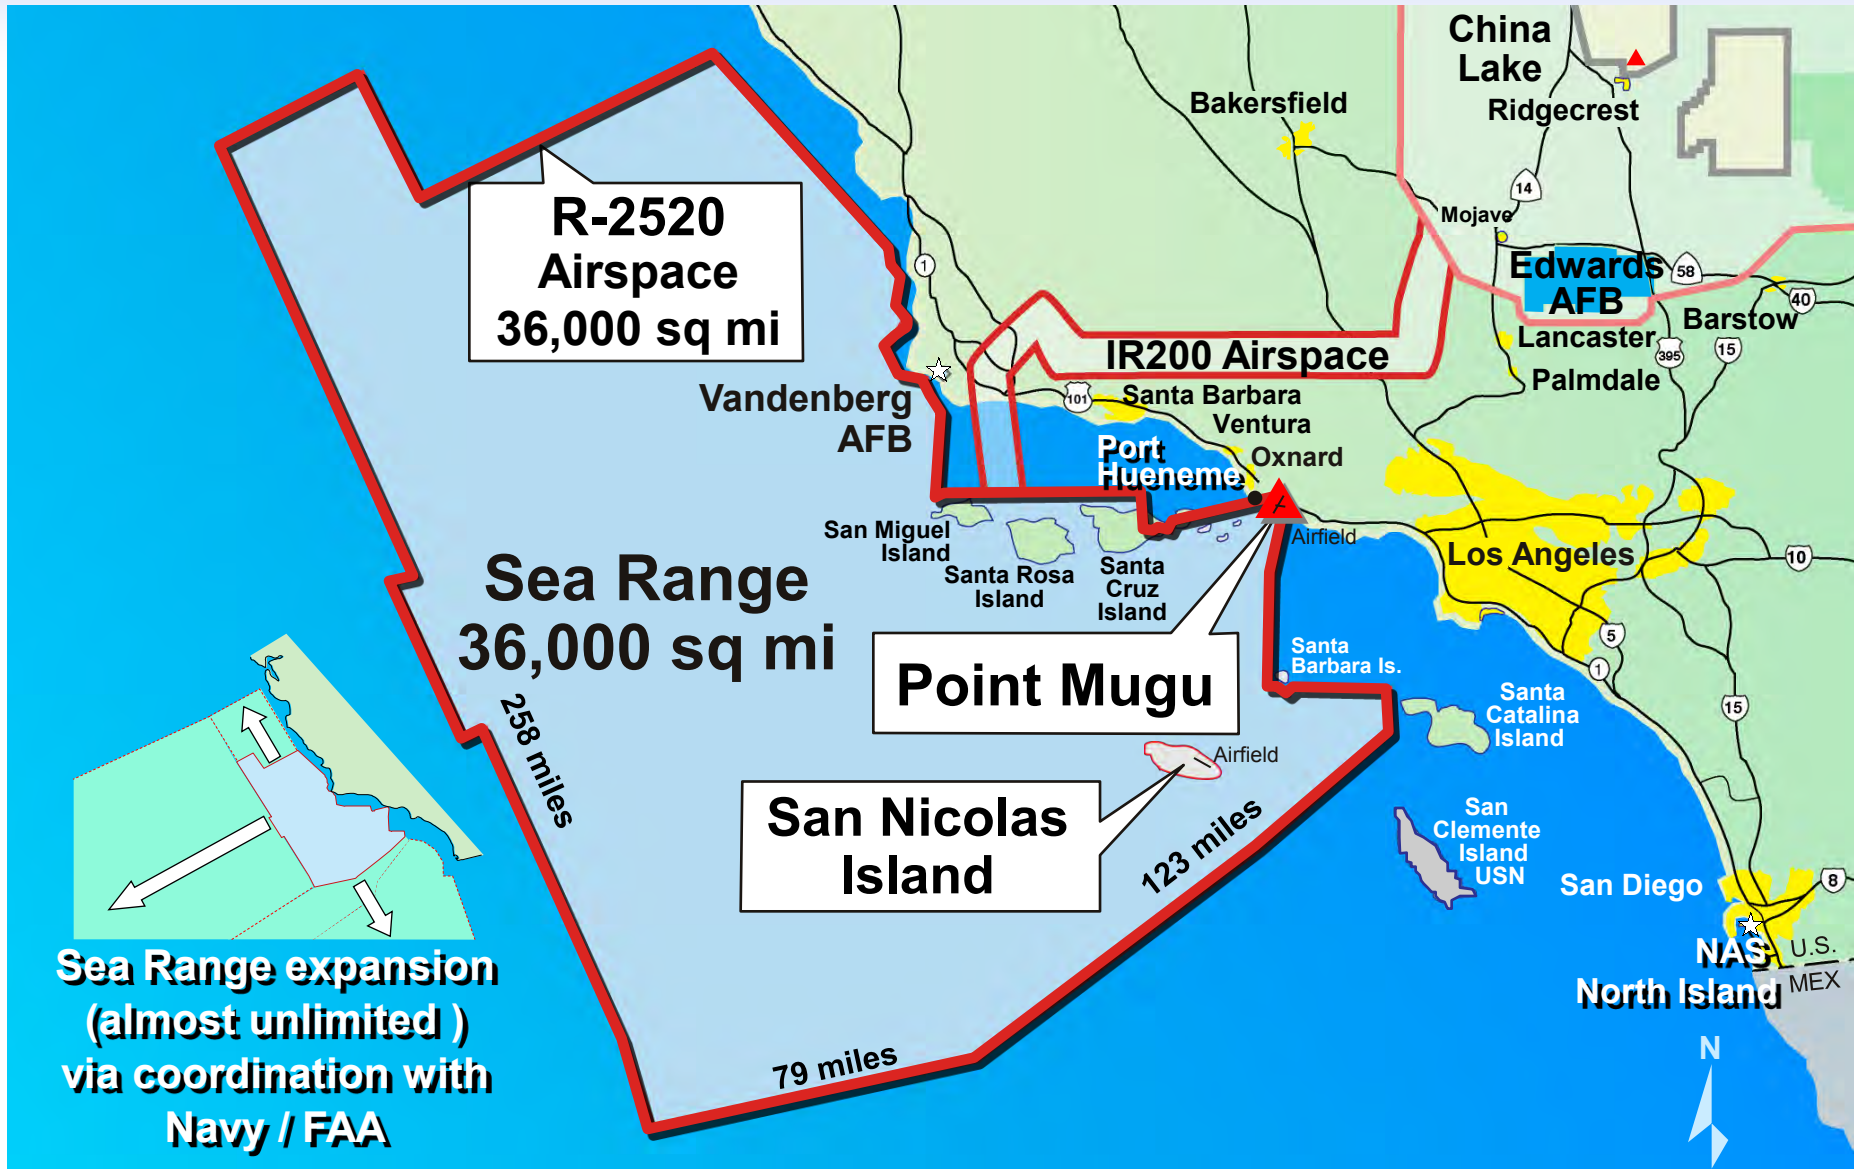 China
Lake
Ridgecrest
Bakersfield
14
Mojave
R-2520
Airspace
36,000 sq mi
1
Edwards
AFB
58
40
Lancaster
Barstow
395
15
IR200 Airspace
Palmdale
Vandenberg
AFB
101
Santa Barbara
Ventura
Port
Hueneme
Oxnard
San Miguel
Island
Airfield
Santa Rosa
Island
Santa
Cruz
Island
Los Angeles
10
Sea Range
36,000 sq mi
Point Mugu
Santa
Barbara Is.
5
1
Santa
Catalina
Island
15
258 miles
Airfield
San Nicolas
Island
123 miles
San
Clemente
Island
USN
San Diego
8
NAS
North Island
U.S.
MEX
79 miles
N
Sea Range expansion
(almost unlimited )
via coordination with
Navy / FAA